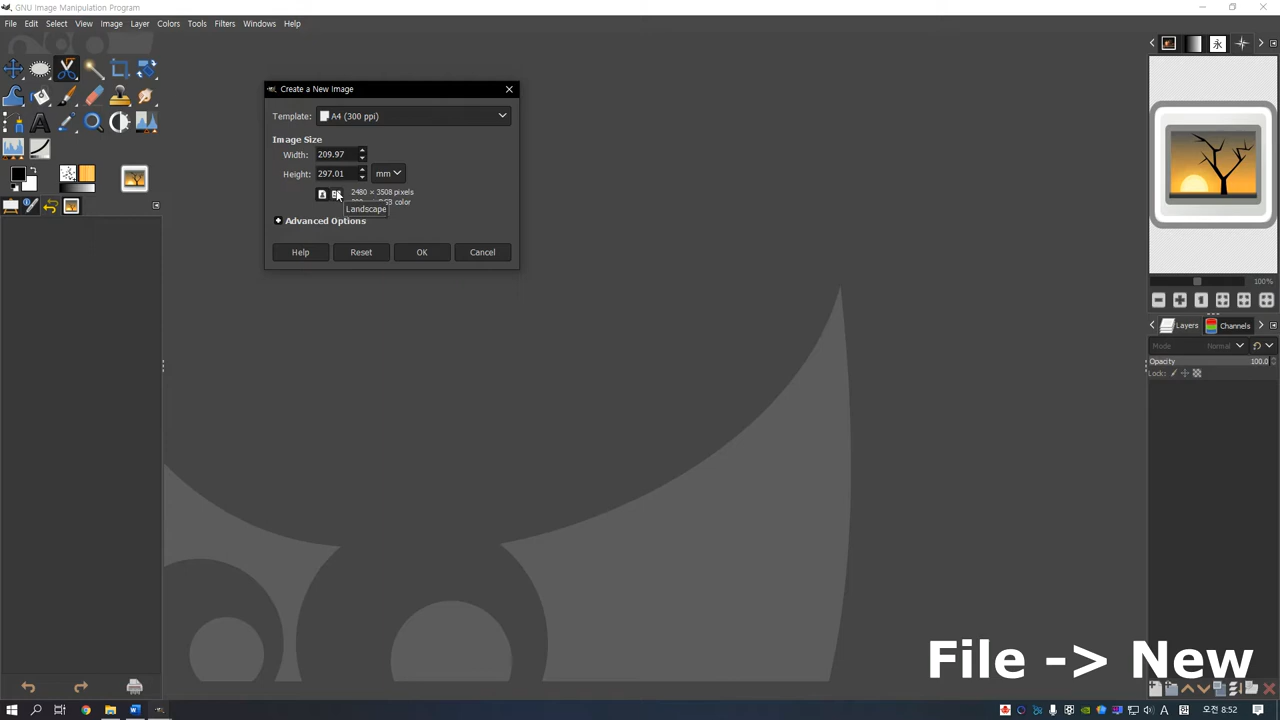 GNU Image Manipulation Program
File Edit Select View Image Layer Colors Tools Filters Windows Help
Create a New Image
Template: A4 (300 ppi)
Image Size
Width: 209.97
Height: 297.01 mm
2480 × 3508 pixels
Landscape
Advanced Options
Help Reset OK Cancel
永
100%
Layers Channels
Mode Normal
Opacity 100.0
Lock:
File -> New
A 오전 8:52